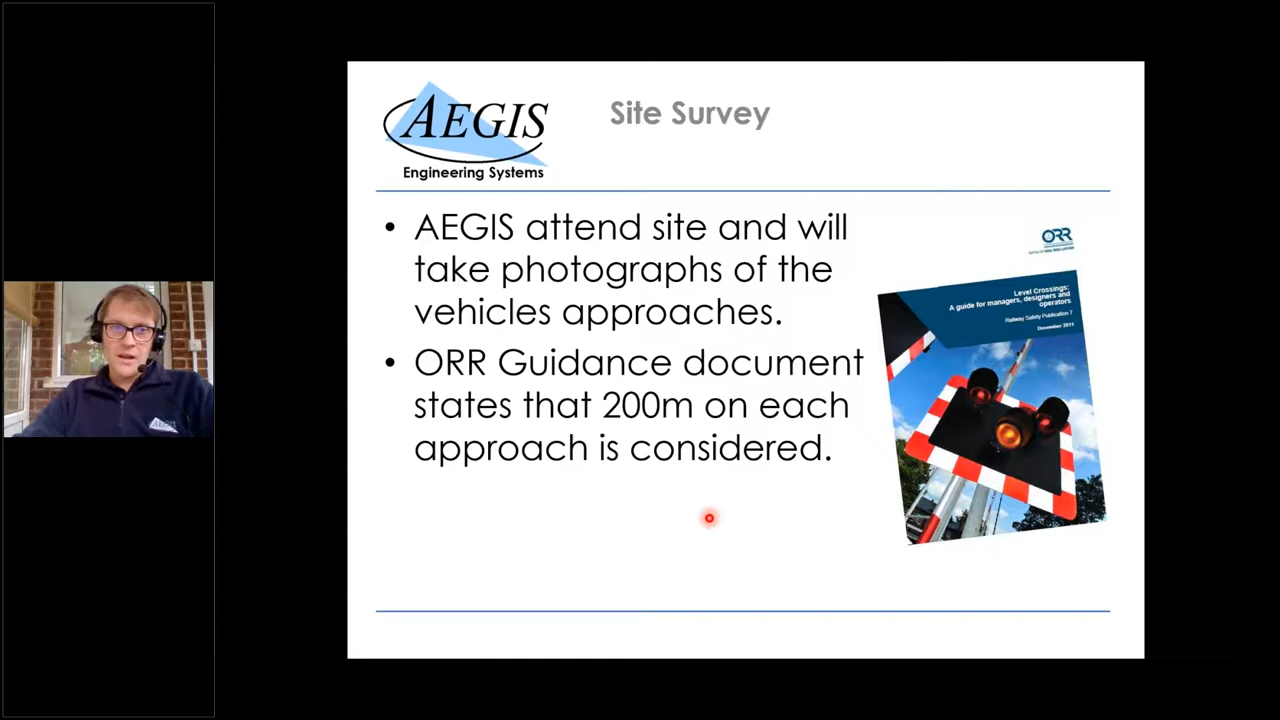 AEGIS
Engineering Systems
Site Survey
• AEGIS attend site and will
take photographs of the
vehicles approaches.
• ORR Guidance document
states that 200m on each
approach is considered.
ORR
Level Crossings:
A guide for managers, designers and
operators
Railway Safety Publication 7
December 2011
AEGIS